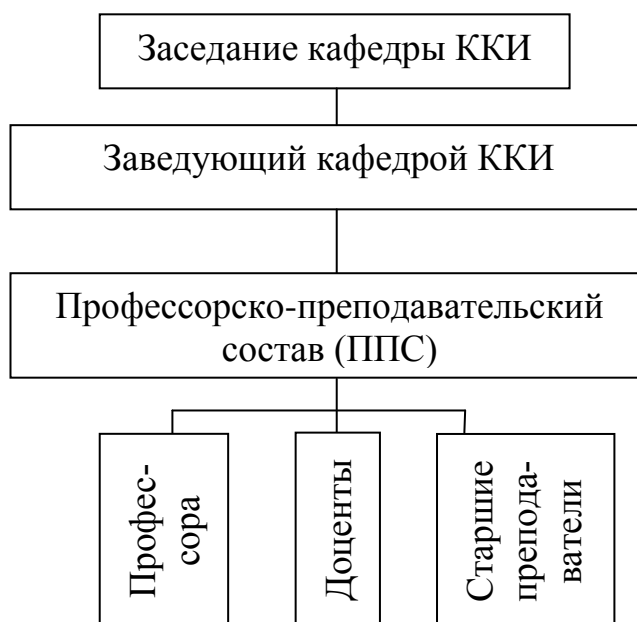 Заседание кафедры ККИ
Заведующий кафедрой ККИ
Профессорско-преподавательский
состав (ППС)
Профес-
сора
Доценты
Старшие
препода-
ватели